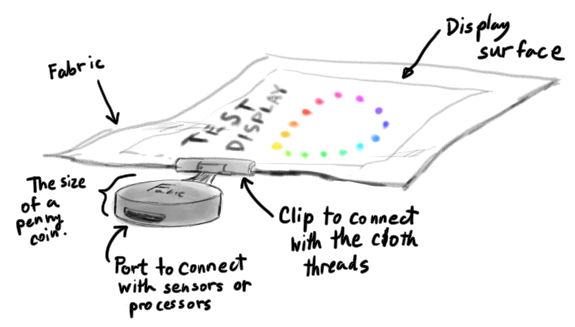 Display
surface
Fabric
TEST
DISPLAY
The size
of a
penny
coin.
Fabric
Clip to connect
with the cloth
threads
Port to connect
with sensors or
processors